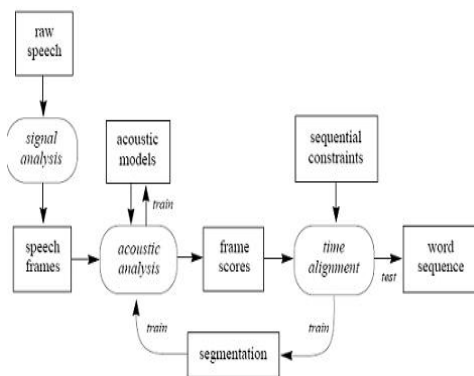 raw
speech
signal
analysis
acoustic
models
sequential
constraints
train
speech
frames
acoustic
analysis
frame
scores
time
alignment
test
word
sequence
train
train
segmentation